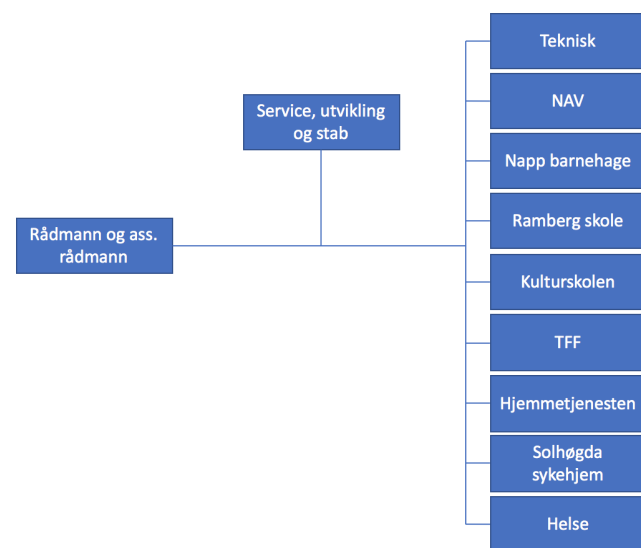 Rådmann og ass.
rådmann
Service, utvikling
og stab
Teknisk
NAV
Napp barnehage
Ramberg skole
Kulturskolen
TFF
Hjemmetjenesten
Solhøgda
sykehjem
Helse